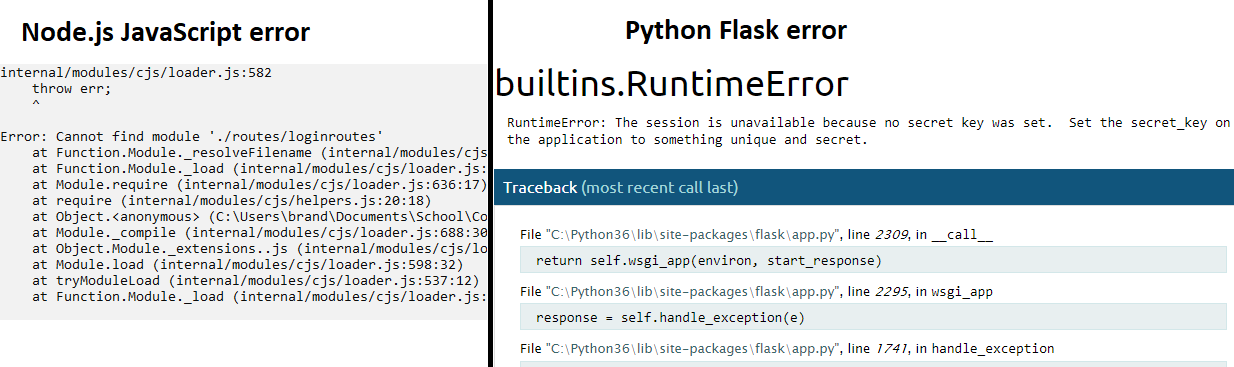 Node.js JavaScript error
internal/modules/cjs/loader.js:582
throw err;
^
Error: Cannot find module './routes/loginroutes'
at Function.Module._resolveFilename (internal/modules/cjs
at Function.Module._load (internal/modules/cjs/loader.js:
at Module.require (internal/modules/cjs/loader.js:636:17)
at require (internal/modules/cjs/helpers.js:20:18)
at Object.<anonymous> (C:\Users\brand\Documents\School\Co
at Module._compile (internal/modules/cjs/loader.js:688:30
at Object.Module._extensions..js (internal/modules/cjs/lo
at Module.load (internal/modules/cjs/loader.js:598:32)
at tryModuleLoad (internal/modules/cjs/loader.js:537:12)
at Function.Module._load (internal/modules/cjs/loader.js:
Python Flask error
builtins.RuntimeError
RuntimeError: The session is unavailable because no secret key was set.  Set the secret_key on
the application to something unique and secret.
Traceback (most recent call last)
File "C:\Python36\lib\site-packages\flask\app.py", line 2309, in __call__
return self.wsgi_app(environ, start_response)
File "C:\Python36\lib\site-packages\flask\app.py", line 2295, in wsgi_app
response = self.handle_exception(e)
File "C:\Python36\lib\site-packages\flask\app.py", line 1741, in handle_exception